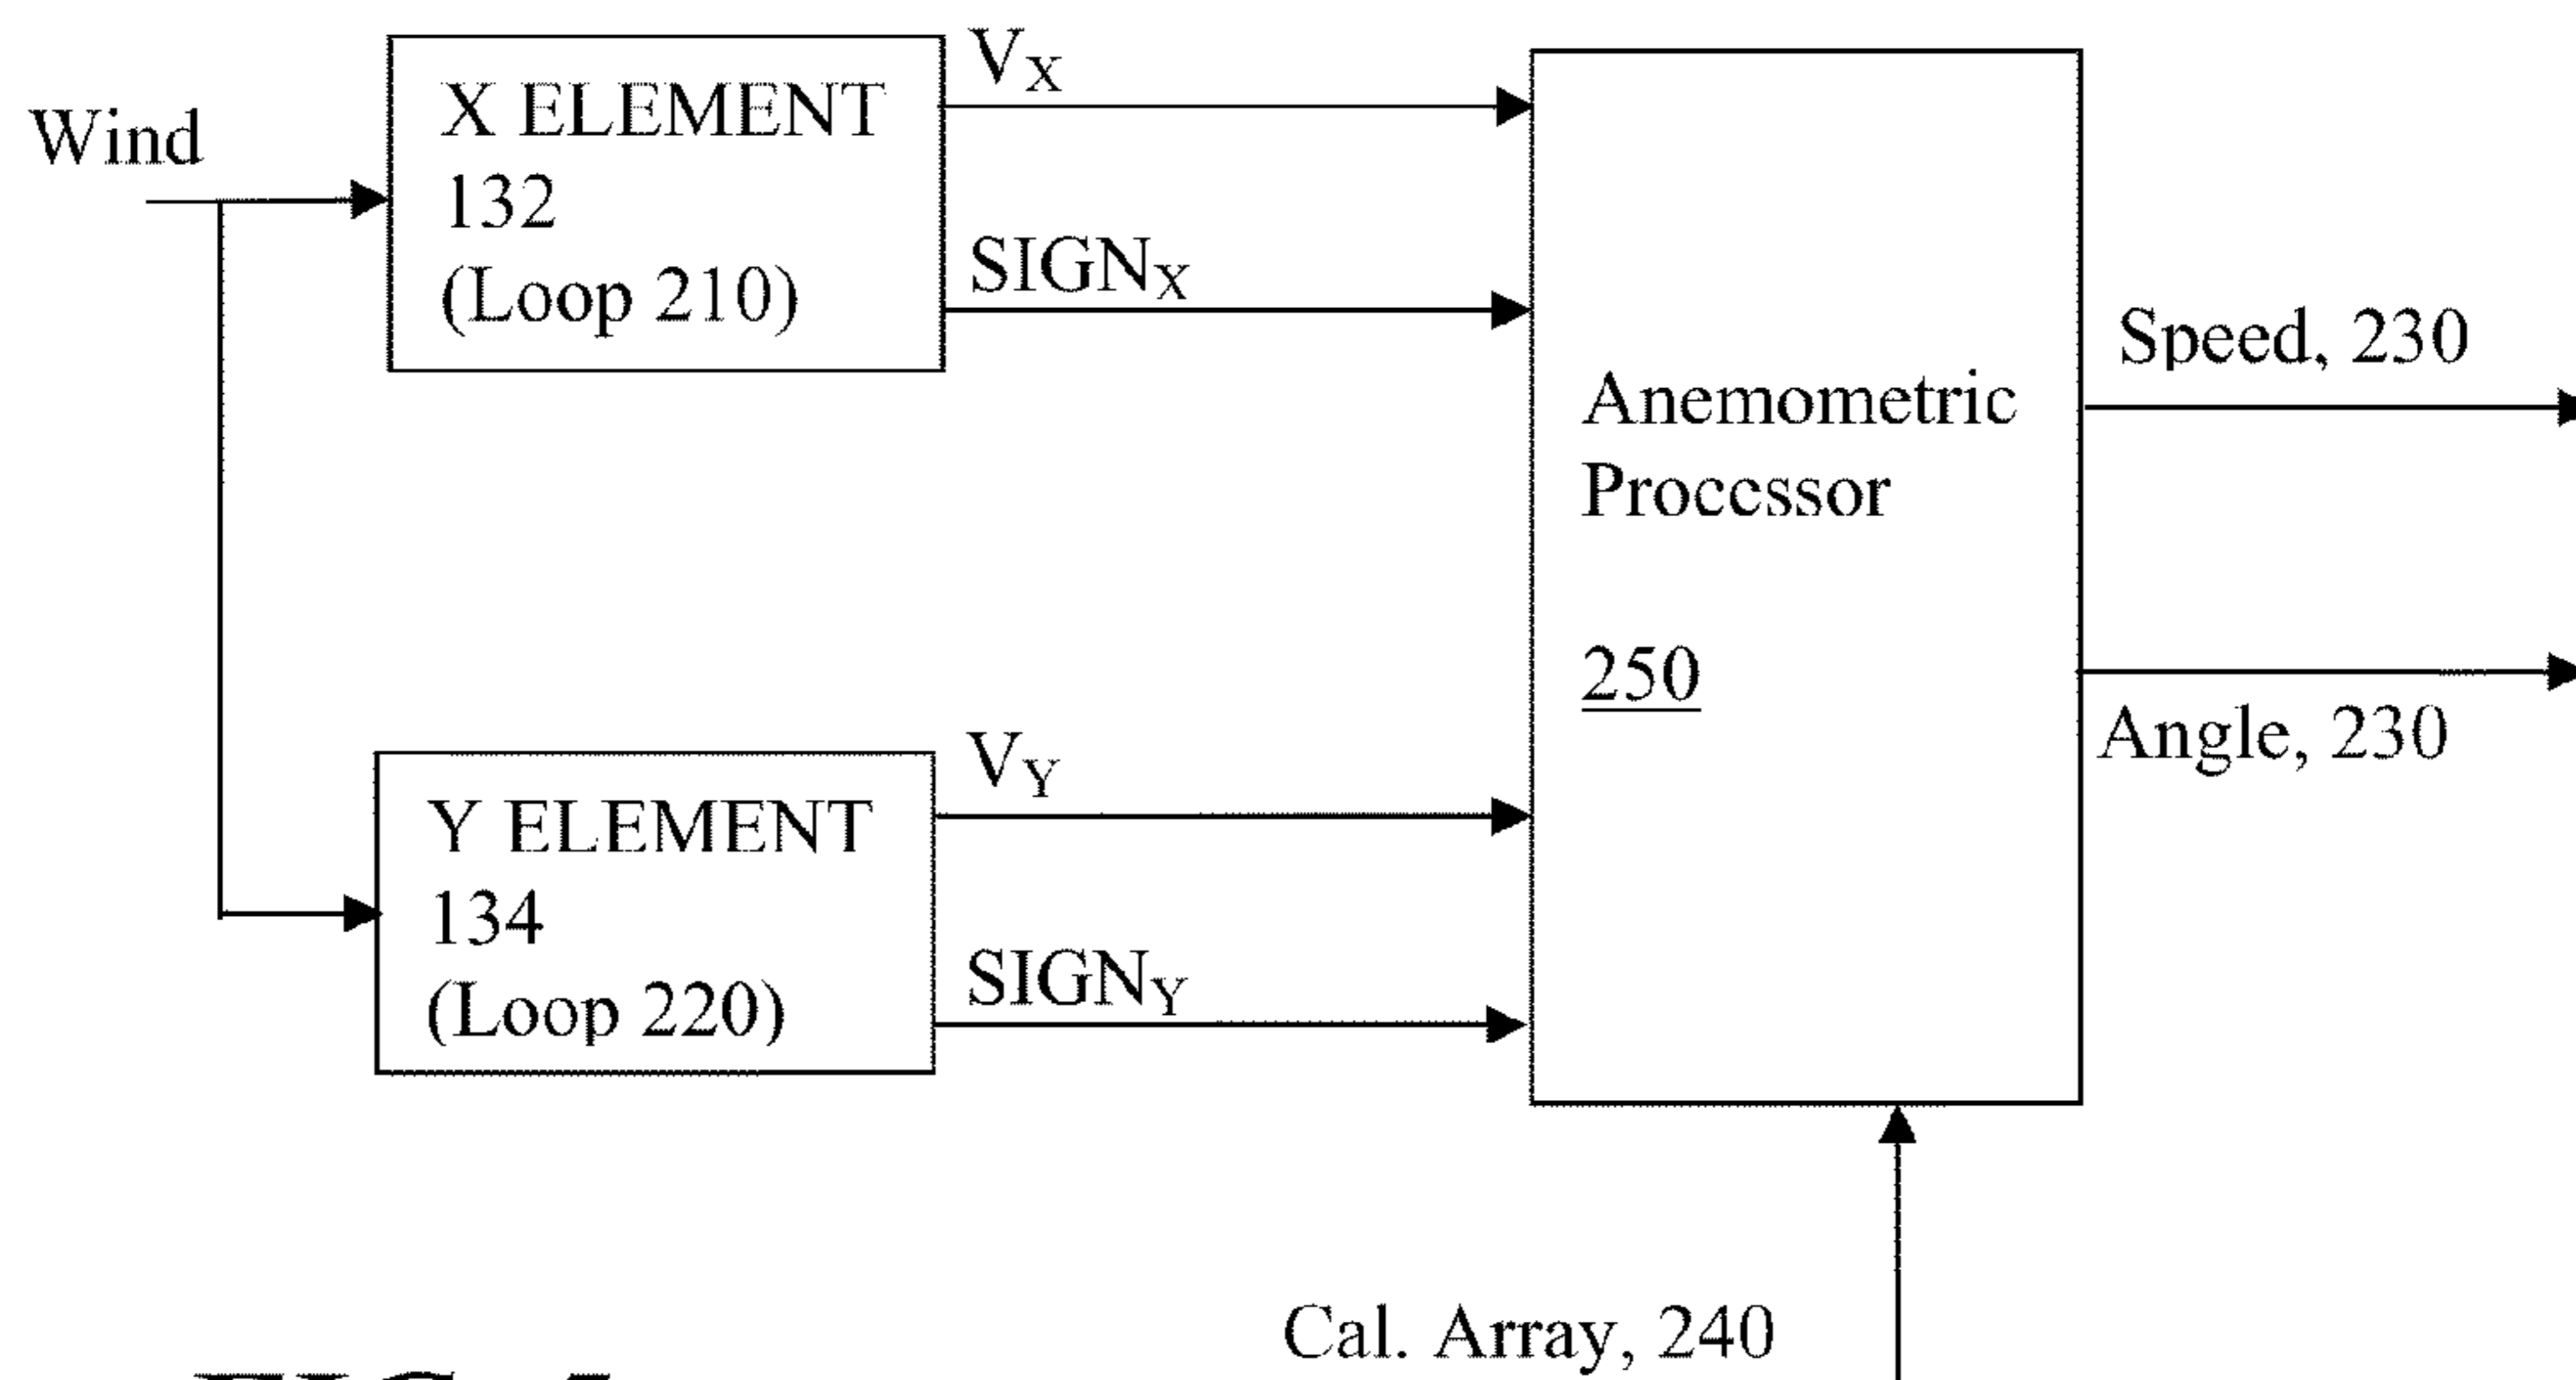 Wind
X ELEMENT
132
(Loop 210)
V_X
SIGN_X
Anemometric
Processor
250
Speed, 230
Angle, 230
Y ELEMENT
134
(Loop 220)
V_Y
SIGN_Y
Cal. Array, 240